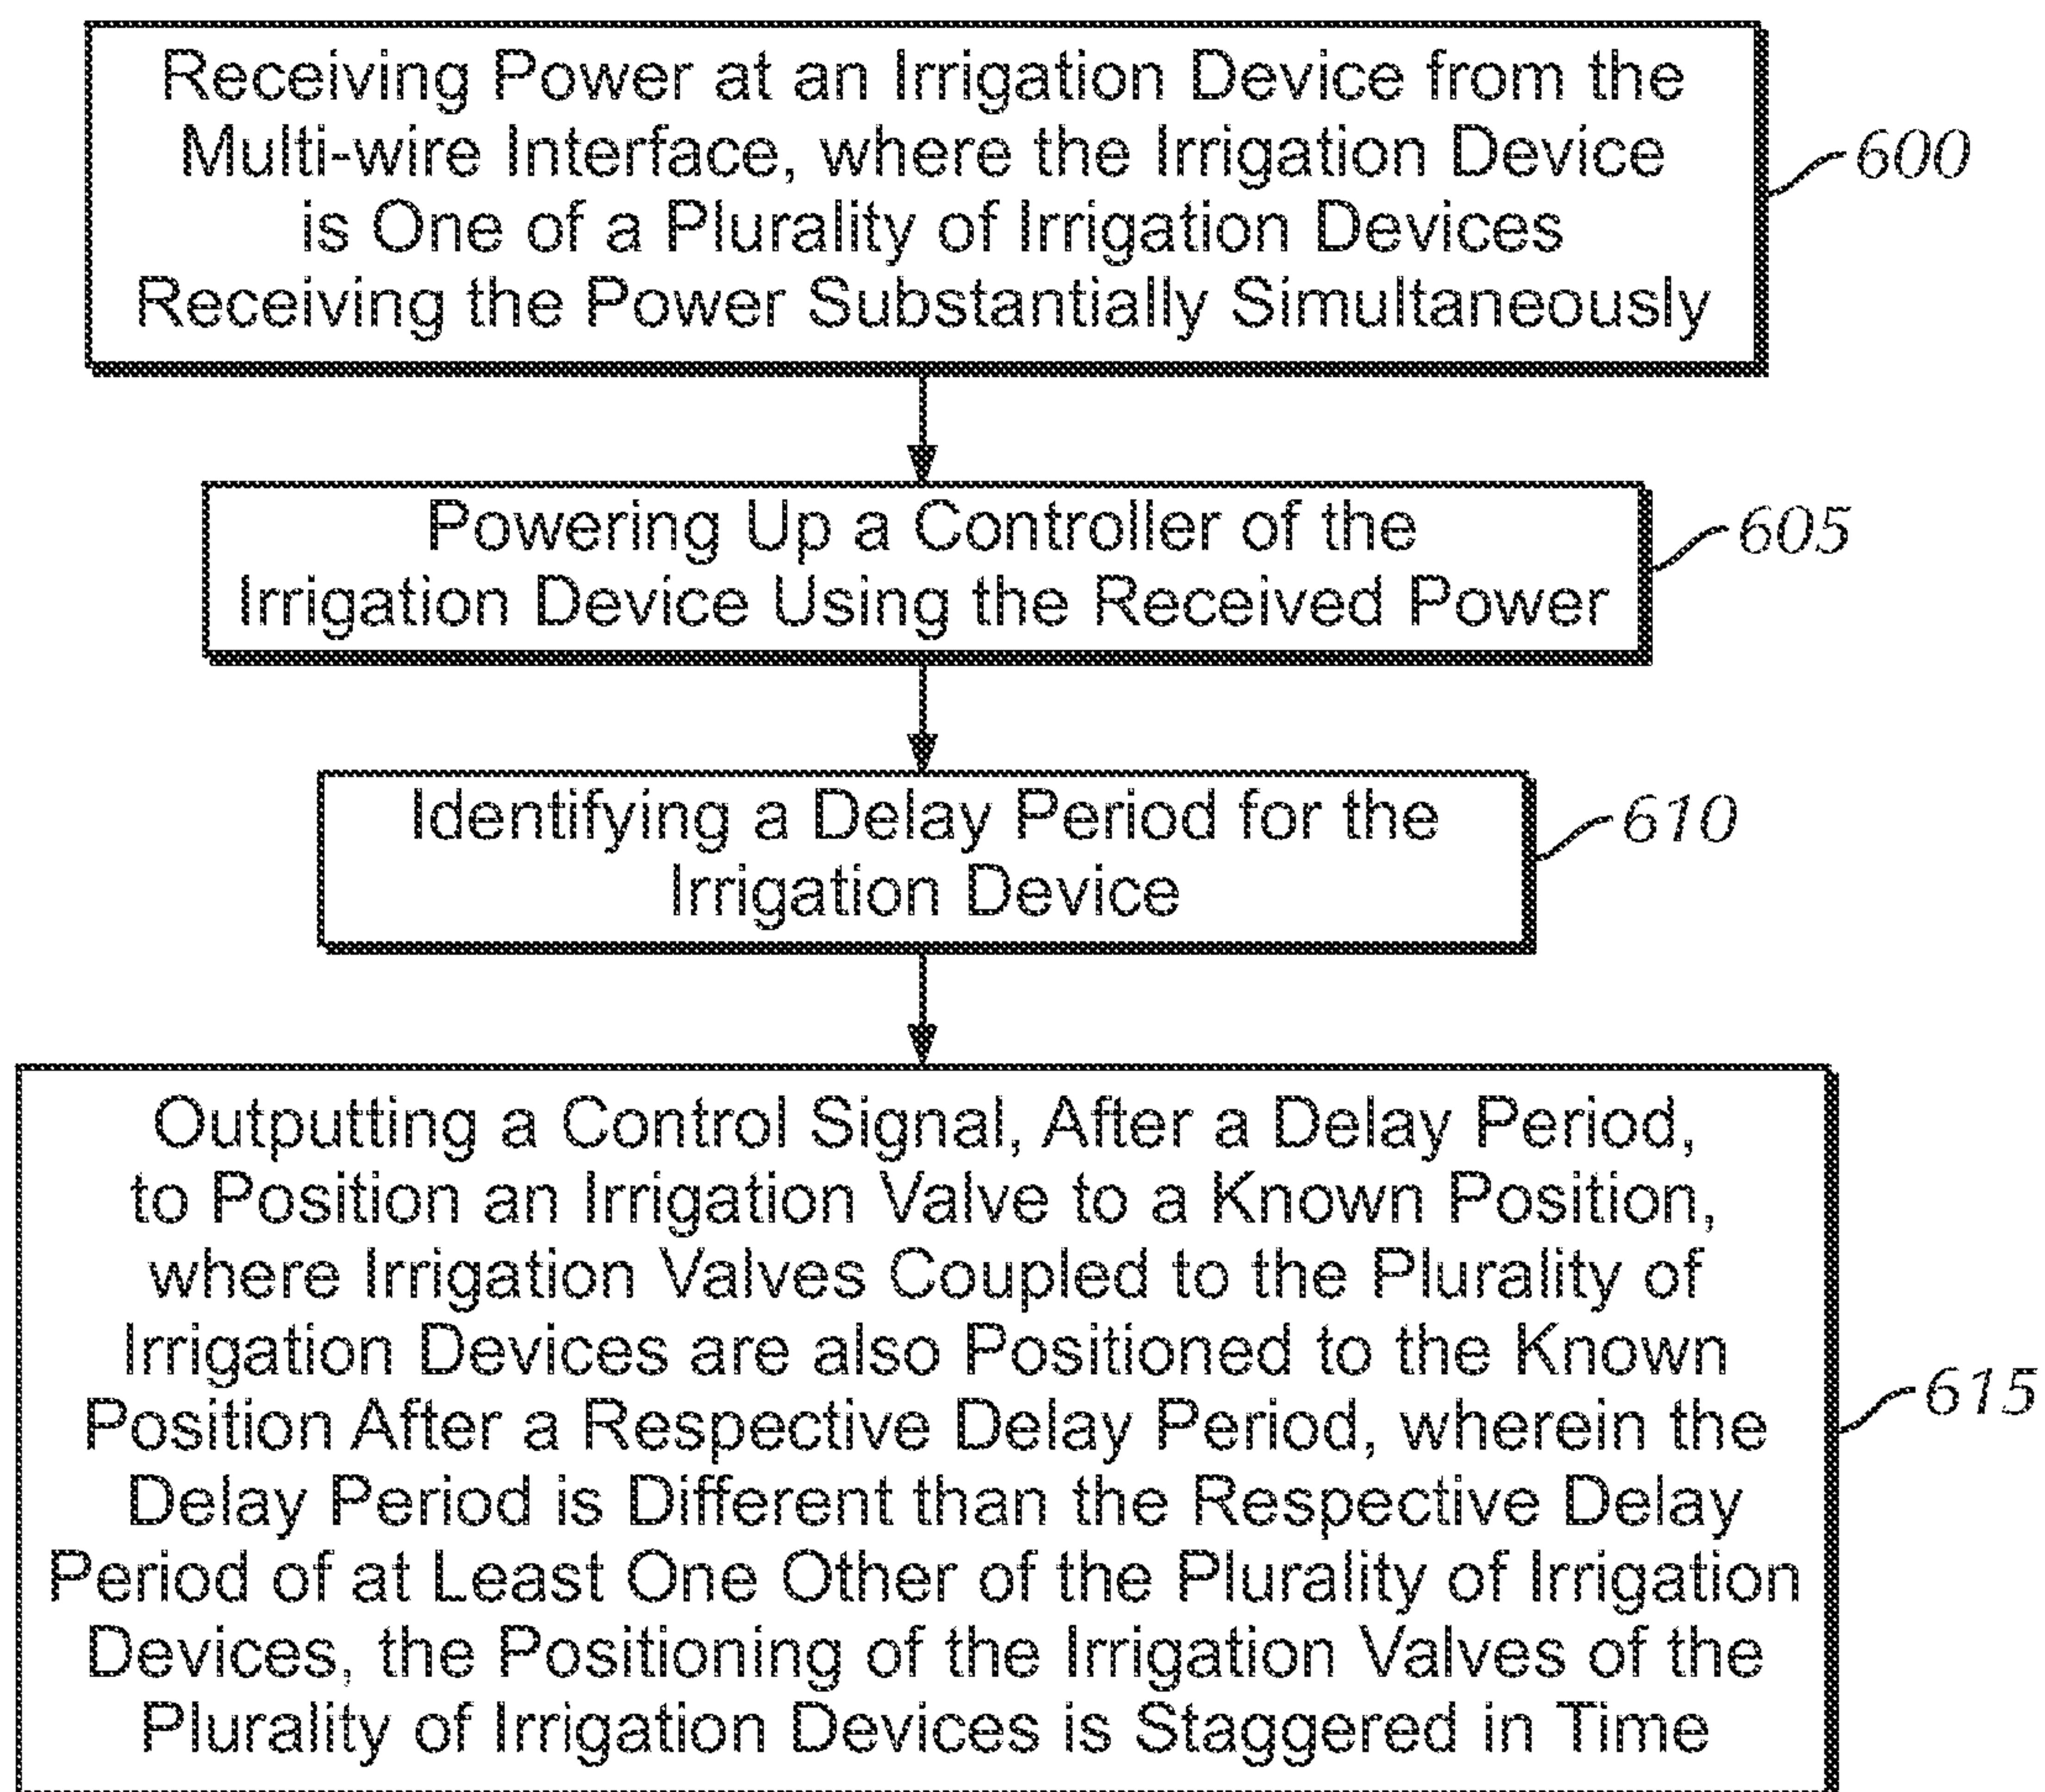 Receiving Power at an Irrigation Device from the
Multi-wire Interface, where the Irrigation Device
is One of a Plurality of Irrigation Devices
Receiving the Power Substantially Simultaneously
600
Powering Up a Controller of the
Irrigation Device Using the Received Power
605
Identifying a Delay Period for the
Irrigation Device
610
Outputting a Control Signal, After a Delay Period,
to Position an Irrigation Valve to a Known Position,
where Irrigation Valves Coupled to the Plurality of
Irrigation Devices are also Positioned to the Known
Position After a Respective Delay Period, wherein the
Delay Period is Different than the Respective Delay
Period of at Least One Other of the Plurality of Irrigation
Devices, the Positioning of the Irrigation Valves of the
Plurality of Irrigation Devices is Staggered in Time
615